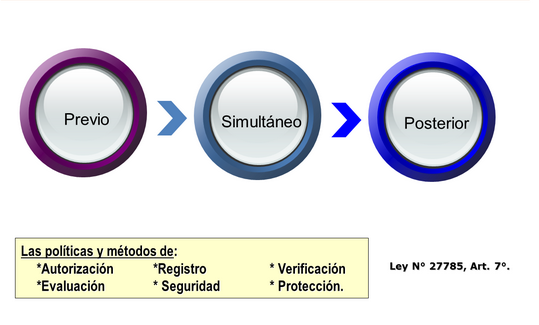 Previo
Simultáneo
Posterior
Las políticas y métodos de:
*Autorización *Registro * Verificación
*Evaluación * Seguridad * Protección.
Ley N° 27785, Art. 7°.